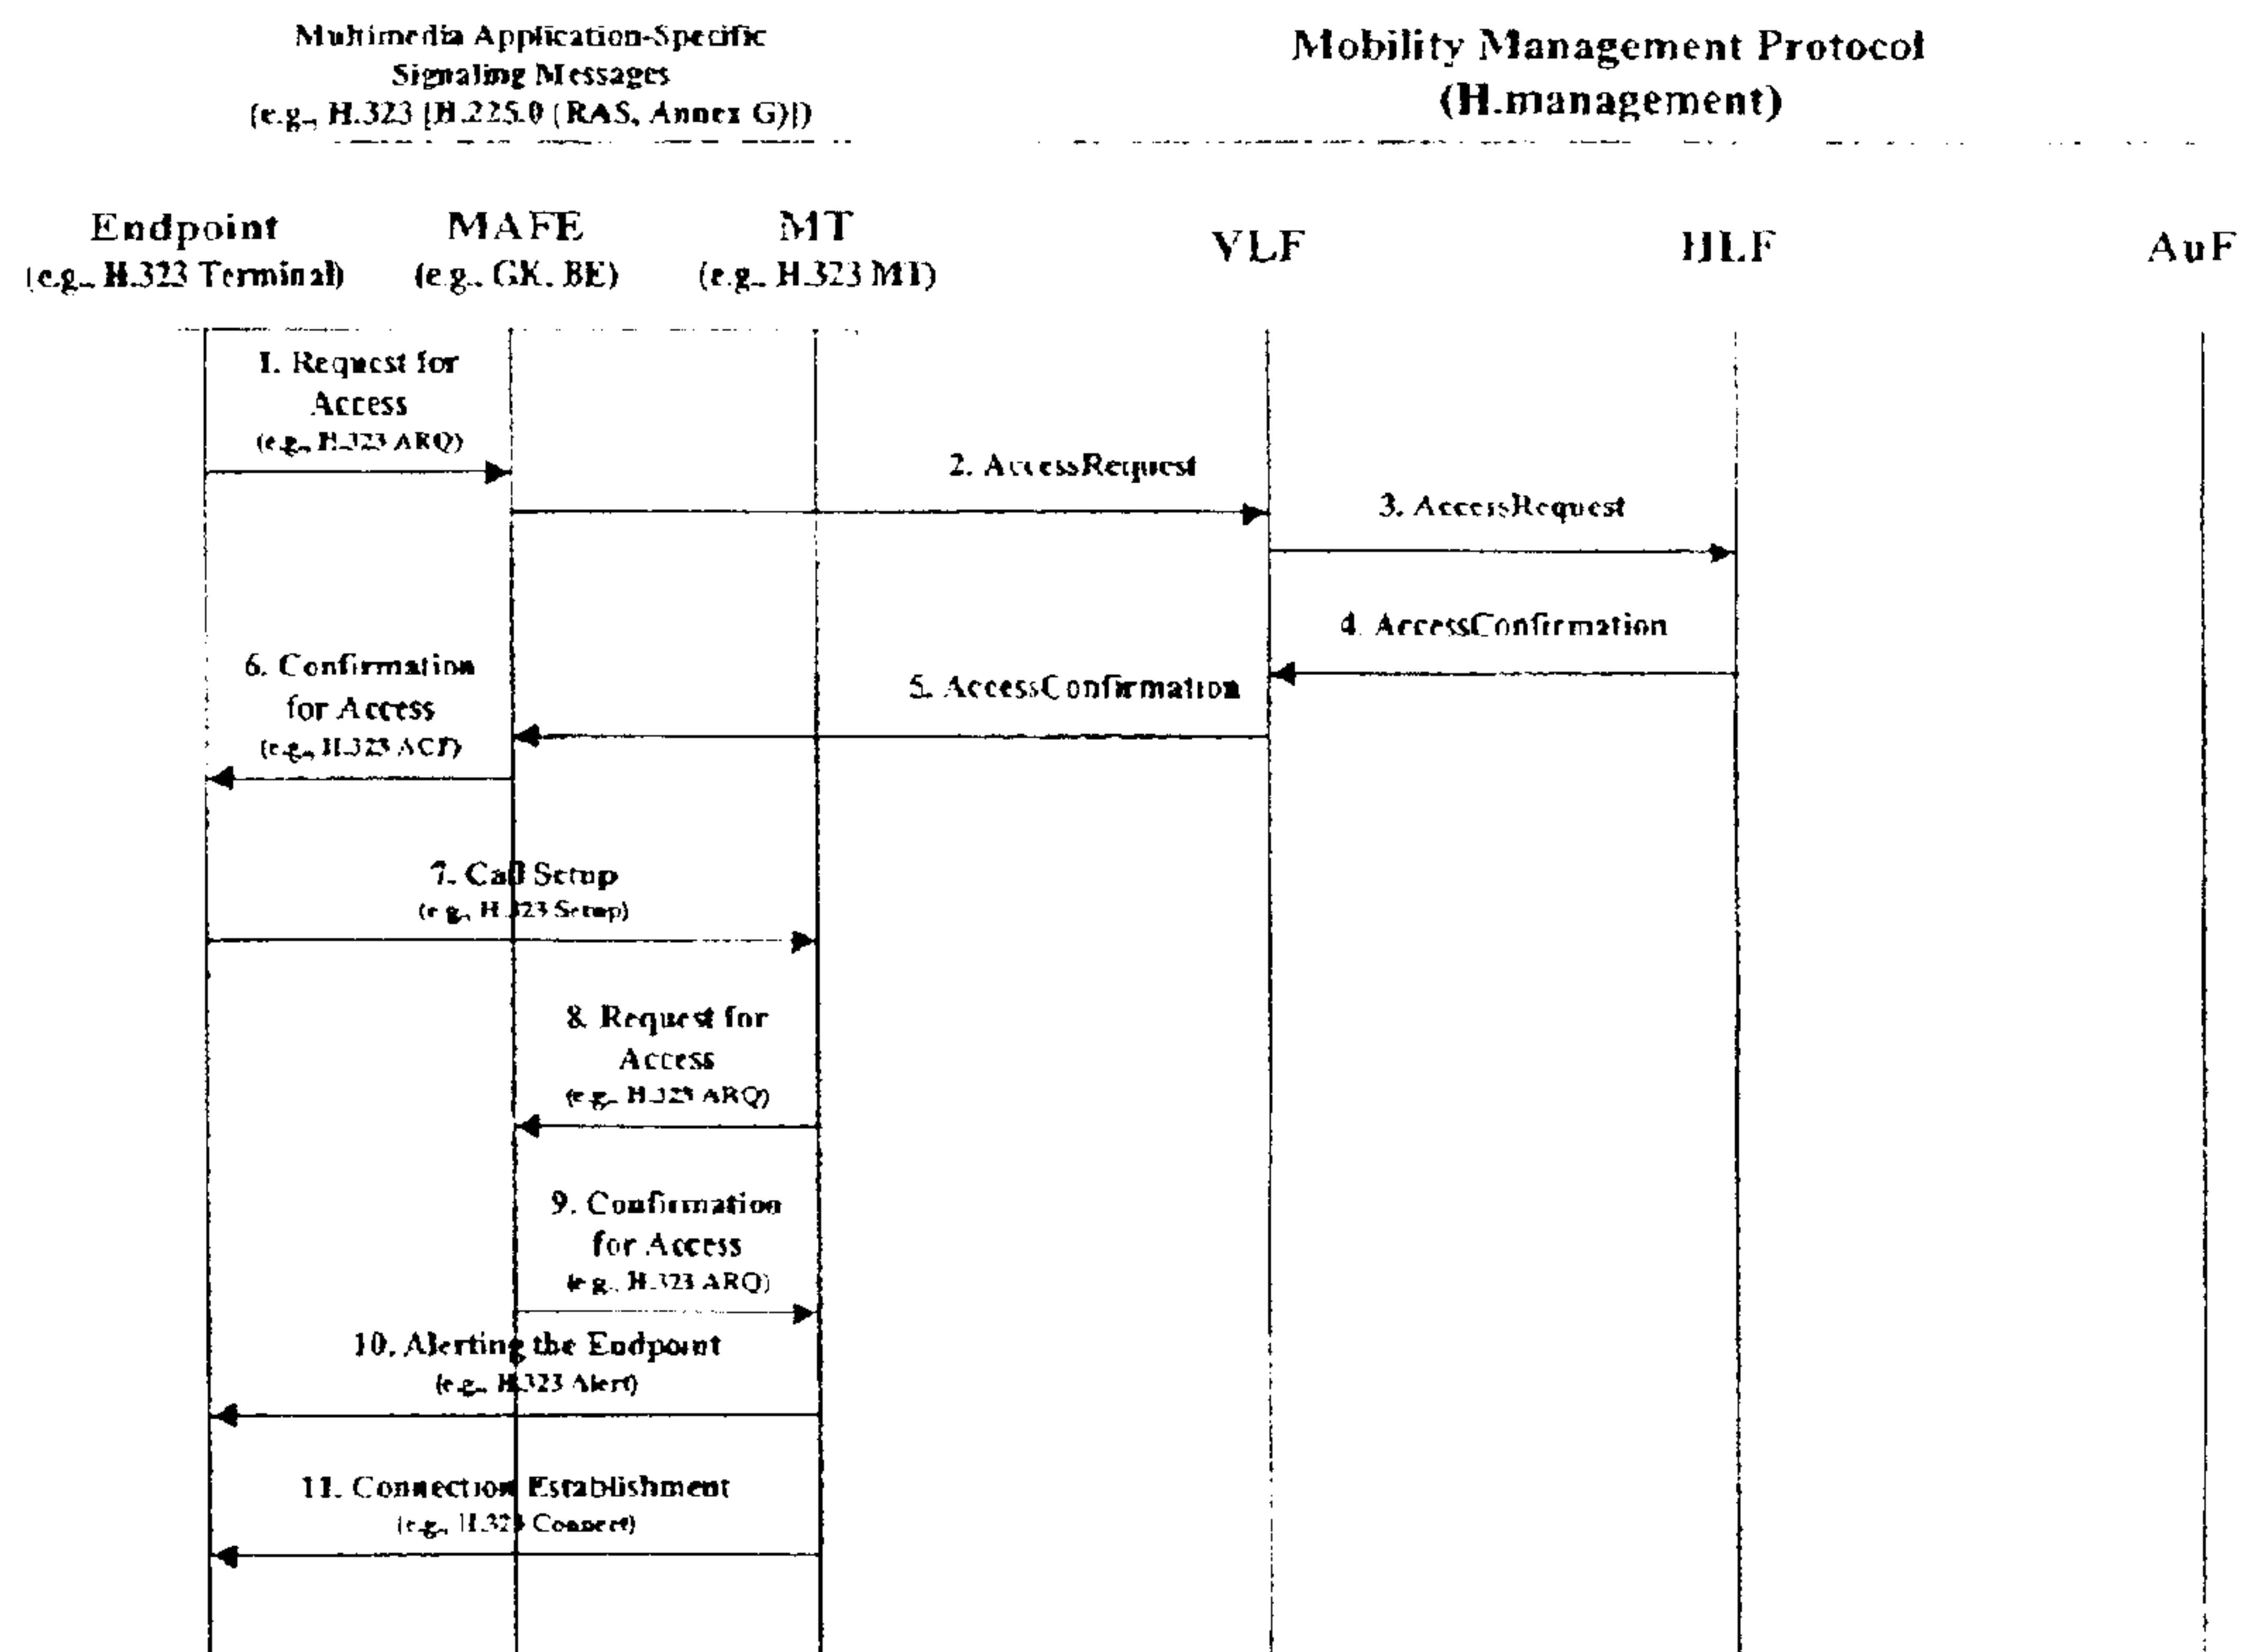 Multimedia Application-Specific
Signaling Messages
(e.g., H.323 [H.225.0 (RAS, Annex G)])
Mobility Management Protocol
(H.management)
Endpoint
(e.g., H.323 Terminal)
MAFE
(e.g., GK, BE)
MT
(e.g., H.323 MT)
VLF
HLF
AuF
1. Request for
Access
(e.g., H.323 ARQ)
2. AccessRequest
3. AccessRequest
4. AccessConfirmation
5. AccessConfirmation
6. Confirmation
for Access
(e.g., H.323 ACF)
7. Call Setup
(e.g., H.323 Setup)
8. Request for
Access
(e.g., H.323 ARQ)
9. Confirmation
for Access
(e.g., H.323 ARQ)
10. Alerting the Endpoint
(e.g., H.323 Alert)
11. Connection Establishment
(e.g., H.323 Connect)